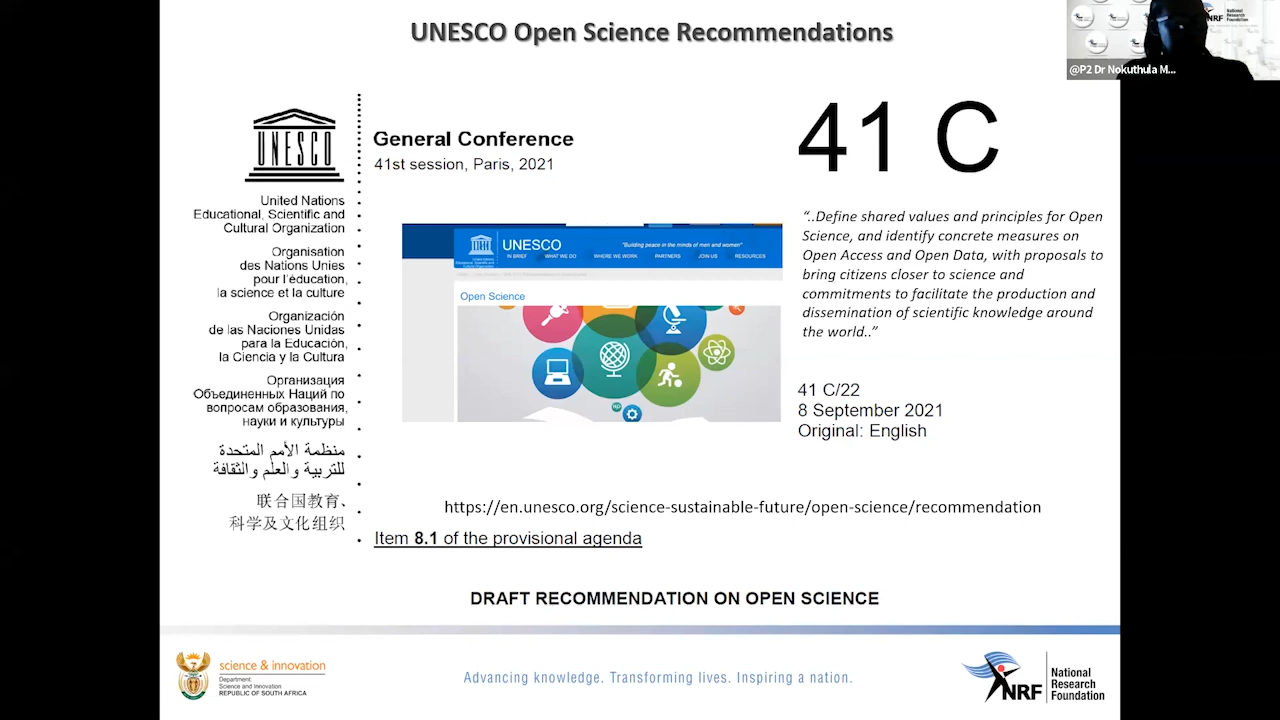 UNESCO Open Science Recommendations
NRF
National
Research
Foundation
@P2 Dr Nokuthula M...
UNESCO
United Nations
Educational, Scientific and
Cultural Organization
Organisation
des Nations Unies
pour l'éducation,
la science et la culture
Organización
de las Naciones Unidas
para la Educación,
la Ciencia y la Cultura
Организация
Объединенных Наций по
вопросам образования,
науки и культуры
منظمة الأمم المتحدة
للتربية والعلم والثقافة
联合国教育、
科学及文化组织
General Conference
41st session, Paris, 2021
41 C
UNESCO
"Building peace in the minds of men and women"
IN BRIEF WHAT WE DO WHERE WE WORK PARTNERS JOIN US RESOURCES
Open Science
“..Define shared values and principles for Open
Science, and identify concrete measures on
Open Access and Open Data, with proposals to
bring citizens closer to science and
commitments to facilitate the production and
dissemination of scientific knowledge around
the world..”
41 C/22
8 September 2021
Original: English
https://en.unesco.org/science-sustainable-future/open-science/recommendation
Item 8.1 of the provisional agenda
DRAFT RECOMMENDATION ON OPEN SCIENCE
science & innovation
Department:
Science and Innovation
REPUBLIC OF SOUTH AFRICA
Advancing knowledge. Transforming lives. Inspiring a nation.
NRF
National
Research
Foundation